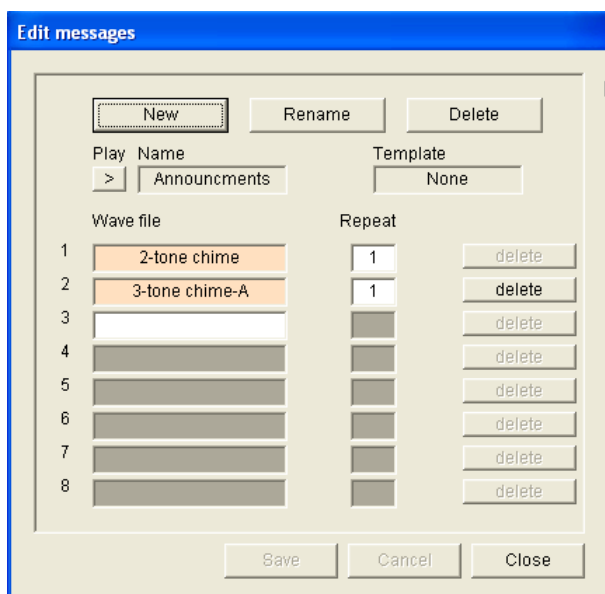 Edit messages
New Rename Delete
Play Name Template
> Announcments None
Wave file Repeat
1 2-tone chime 1 delete
2 3-tone chime-A 1 delete
3 delete
4 delete
5 delete
6 delete
7 delete
8 delete
Save Cancel Close